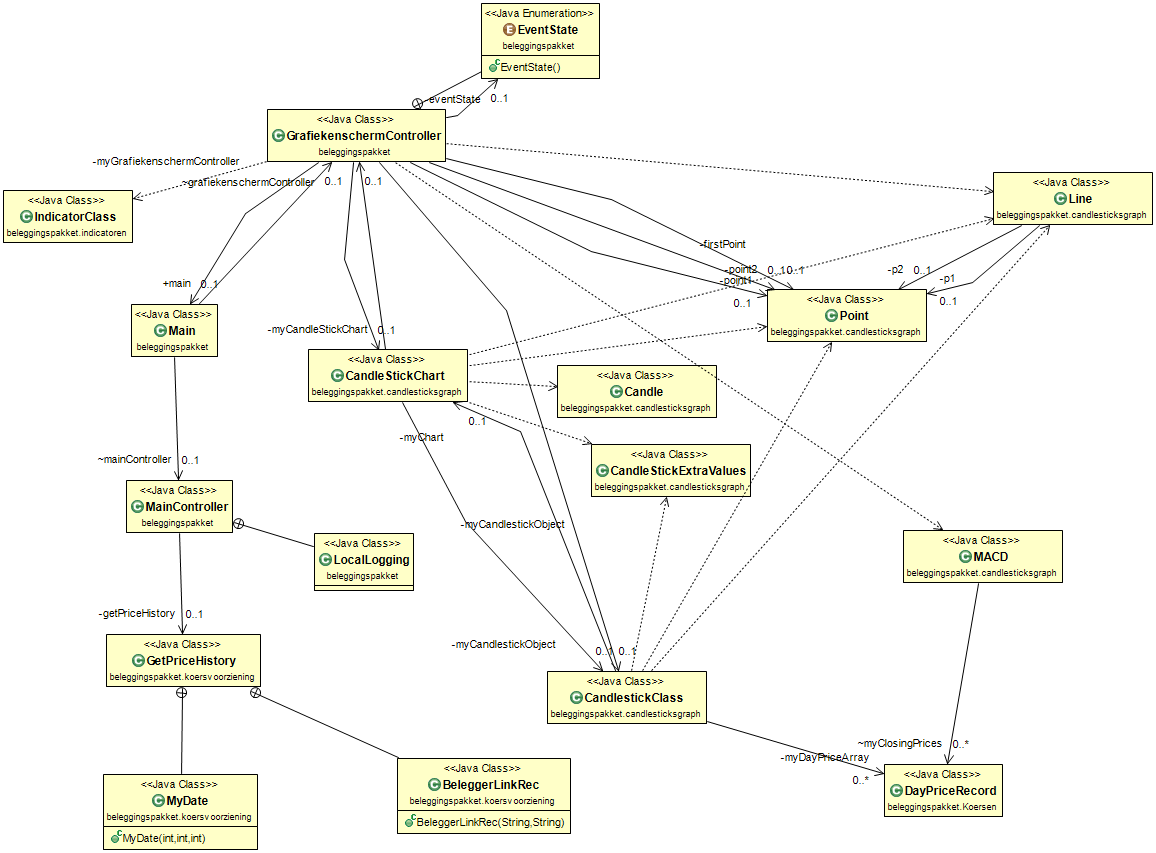 <<Java Enumeration>>
EventState
beleggingspakket
EventState()
-eventState
0..1
<<Java Class>>
GrafiekenschermController
beleggingspakket
-myGrafiekenschermController
~grafiekenschermController
0..1
0..1
<<Java Class>>
IndicatorClass
beleggingspakket.indicatoren
<<Java Class>>
Line
beleggingspakket.candlesticksgraph
-firstPoint
-point2
0..1
0..1
-point1
0..1
-p2
0..1
-p1
0..1
+main
0..1
<<Java Class>>
Main
beleggingspakket
<<Java Class>>
Point
beleggingspakket.candlesticksgraph
-myCandleStickChart
0..1
<<Java Class>>
CandleStickChart
beleggingspakket.candlesticksgraph
<<Java Class>>
Candle
beleggingspakket.candlesticksgraph
0..1
-myChart
<<Java Class>>
CandleStickExtraValues
beleggingspakket.candlesticksgraph
~mainController
0..1
<<Java Class>>
MainController
beleggingspakket
-myCandlestickObject
<<Java Class>>
LocalLogging
beleggingspakket
<<Java Class>>
MACD
beleggingspakket.candlesticksgraph
-getPriceHistory
0..1
<<Java Class>>
GetPriceHistory
beleggingspakket.koersvoorziening
-myCandlestickObject
0..1
0..1
<<Java Class>>
CandlestickClass
beleggingspakket.candlesticksgraph
~myClosingPrices
0..*
-myDayPriceArray
0..*
<<Java Class>>
MyDate
beleggingspakket.koersvoorziening
MyDate(int,int,int)
<<Java Class>>
BeleggerLinkRec
beleggingspakket.koersvoorziening
BeleggerLinkRec(String,String)
<<Java Class>>
DayPriceRecord
beleggingspakket.Koersen